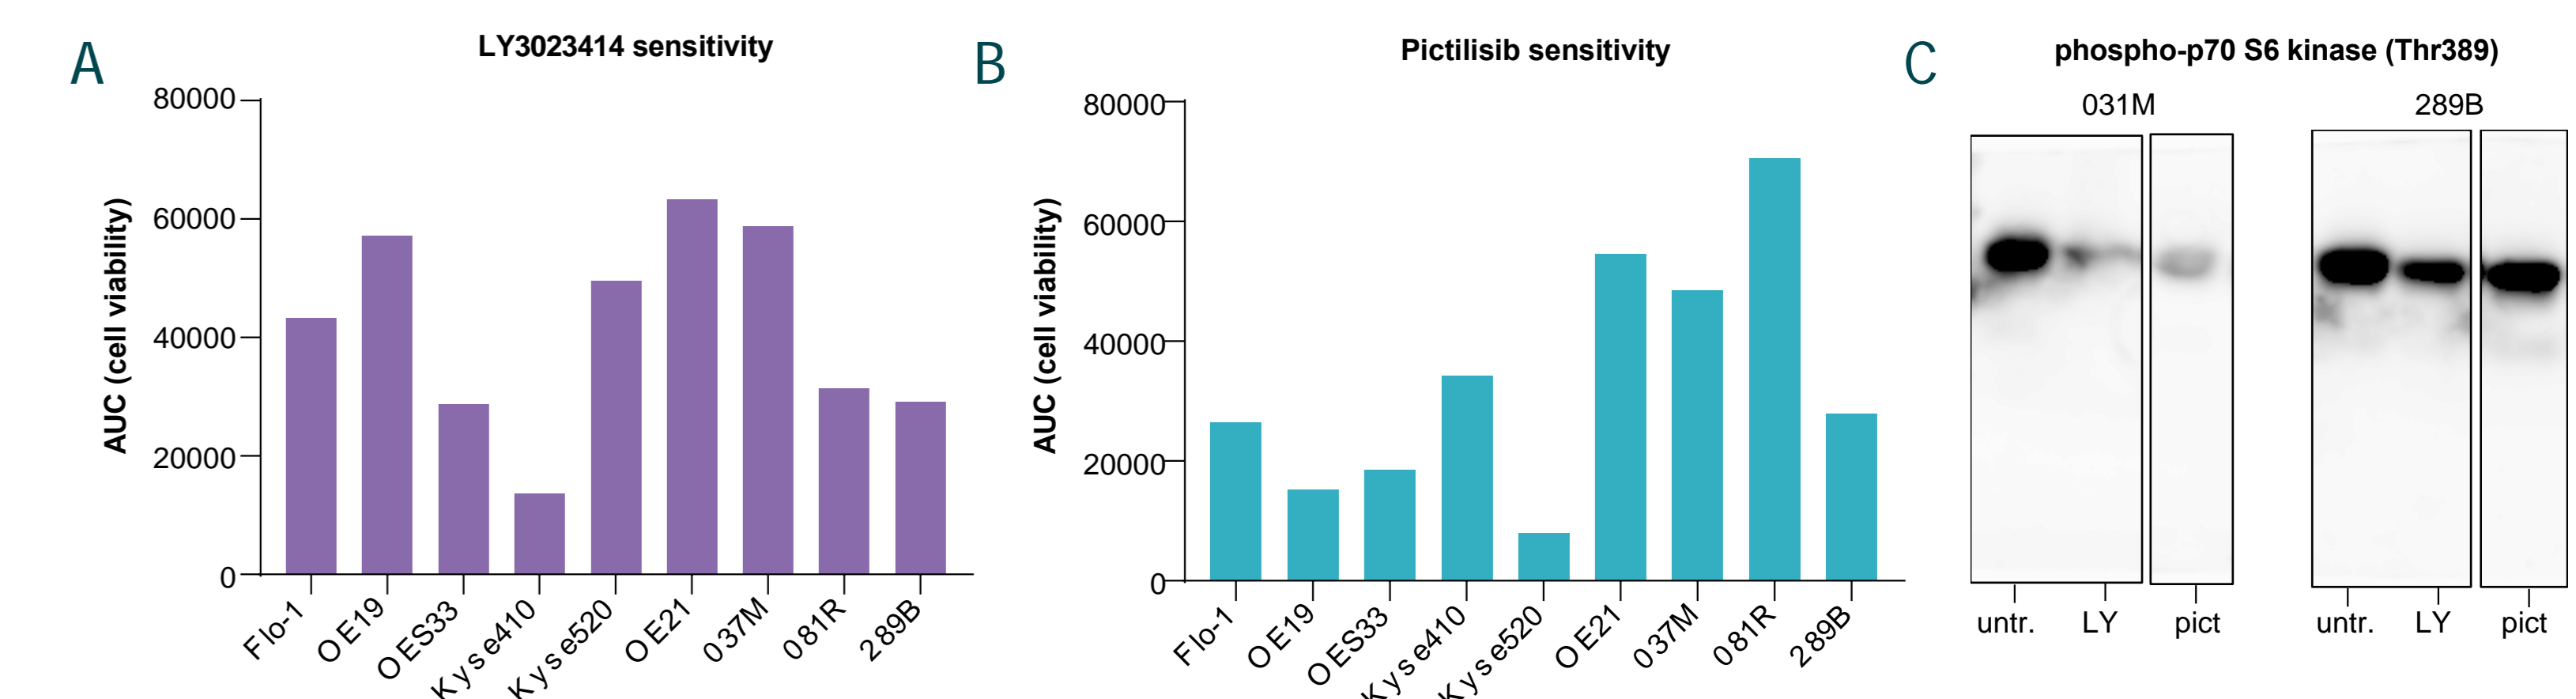 A
LY3023414 sensitivity
AUC (cell viability)
80000
60000
40000
20000
0
Flo-1
OE19
OES33
Kyse410
Kyse520
OE21
037M
081R
289B
B
Pictilisib sensitivity
AUC (cell viability)
80000
60000
40000
20000
0
Flo-1
OE19
OES33
Kyse410
Kyse520
OE21
037M
081R
289B
C
phospho-p70 S6 kinase (Thr389)
031M
289B
untr. LY pict
untr. LY pict